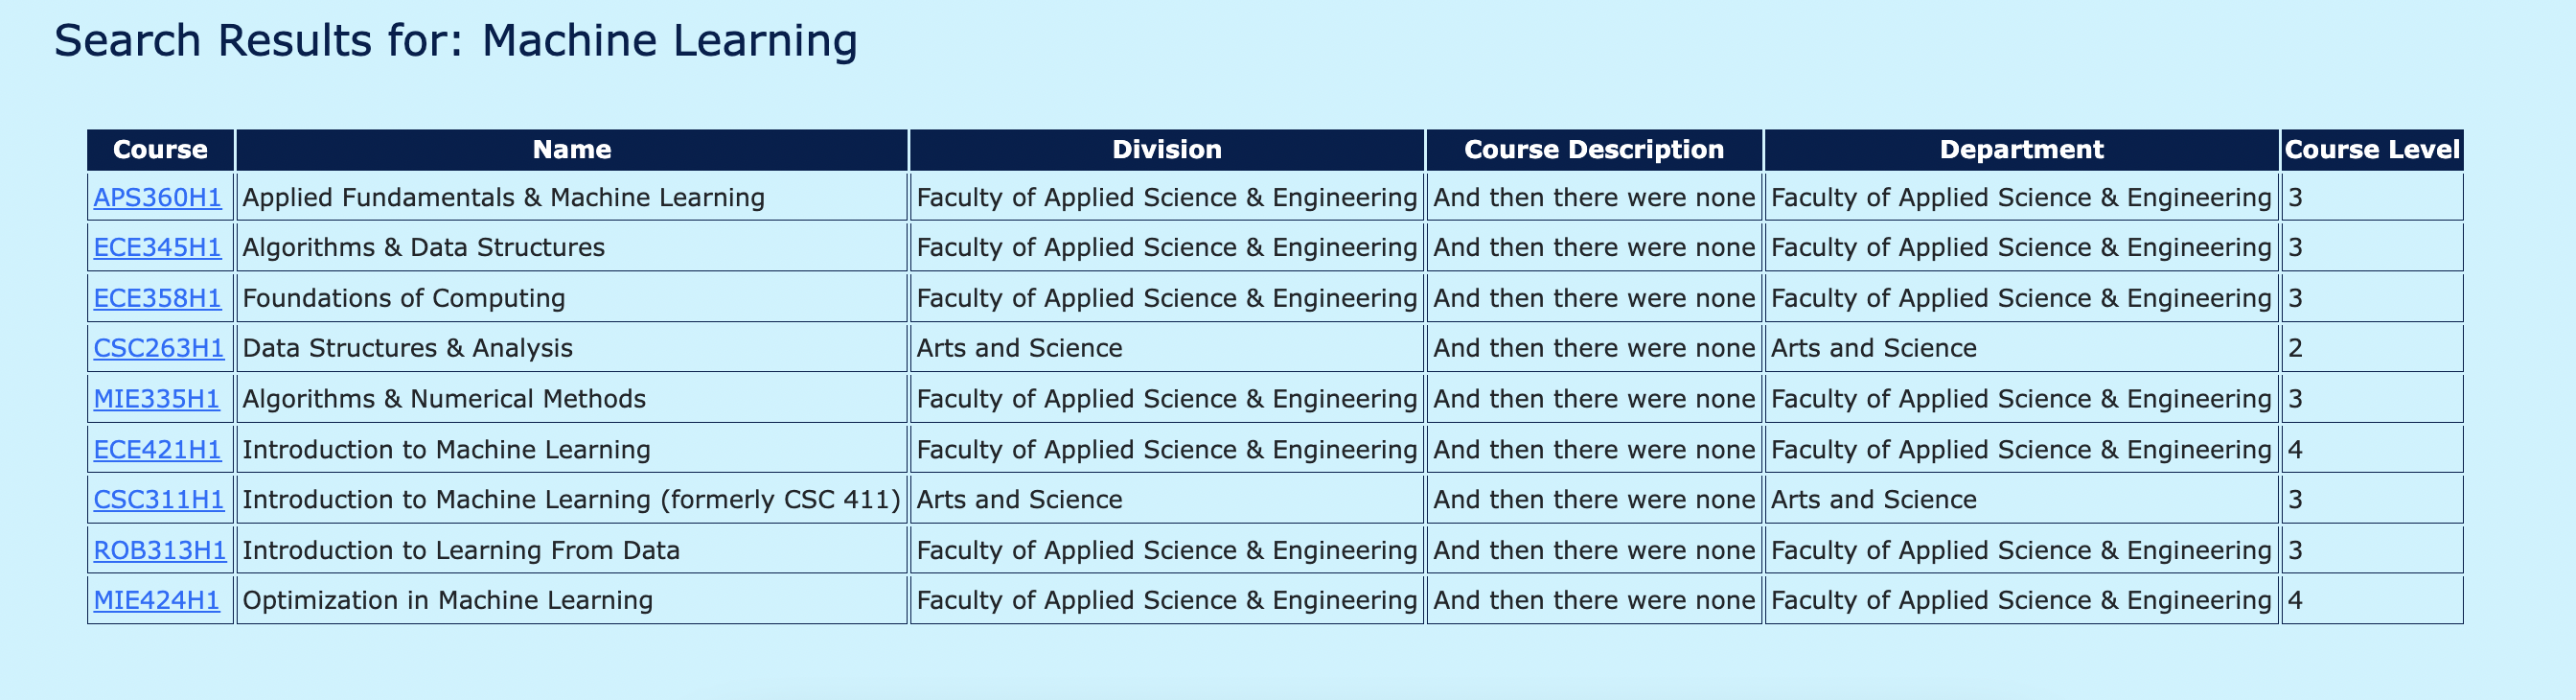 Search Results for: Machine Learning
Course Name Division Course Description Department Course Level
APS360H1 Applied Fundamentals & Machine Learning Faculty of Applied Science & Engineering And then there were none Faculty of Applied Science & Engineering 3
ECE345H1 Algorithms & Data Structures Faculty of Applied Science & Engineering And then there were none Faculty of Applied Science & Engineering 3
ECE358H1 Foundations of Computing Faculty of Applied Science & Engineering And then there were none Faculty of Applied Science & Engineering 3
CSC263H1 Data Structures & Analysis Arts and Science And then there were none Arts and Science 2
MIE335H1 Algorithms & Numerical Methods Faculty of Applied Science & Engineering And then there were none Faculty of Applied Science & Engineering 3
ECE421H1 Introduction to Machine Learning Faculty of Applied Science & Engineering And then there were none Faculty of Applied Science & Engineering 4
CSC311H1 Introduction to Machine Learning (formerly CSC 411) Arts and Science And then there were none Arts and Science 3
ROB313H1 Introduction to Learning From Data Faculty of Applied Science & Engineering And then there were none Faculty of Applied Science & Engineering 3
MIE424H1 Optimization in Machine Learning Faculty of Applied Science & Engineering And then there were none Faculty of Applied Science & Engineering 4